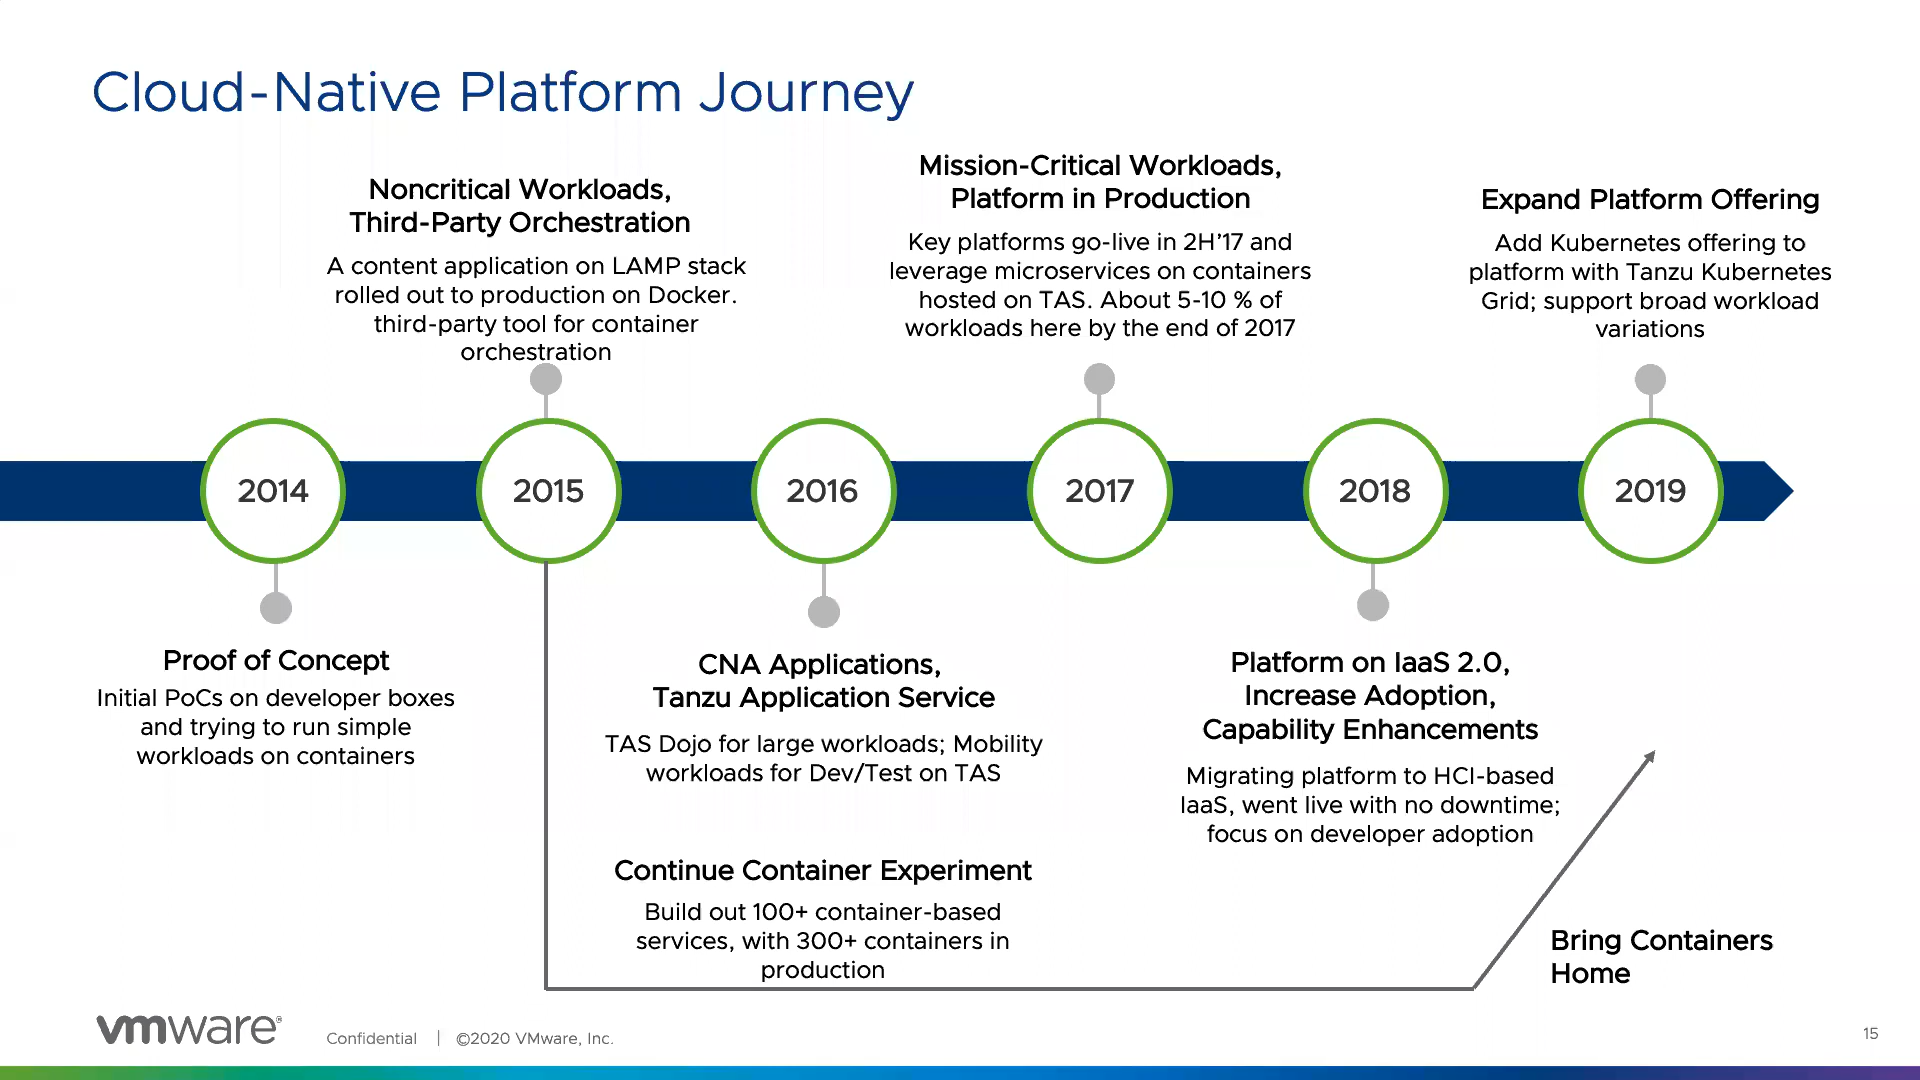 Cloud-Native Platform Journey
Noncritical Workloads,
Third-Party Orchestration
A content application on LAMP stack
rolled out to production on Docker.
third-party tool for container
orchestration
Mission-Critical Workloads,
Platform in Production
Key platforms go-live in 2H’17 and
leverage microservices on containers
hosted on TAS. About 5-10 % of
workloads here by the end of 2017
Expand Platform Offering
Add Kubernetes offering to
platform with Tanzu Kubernetes
Grid; support broad workload
variations
2014
2015
2016
2017
2018
2019
Proof of Concept
Initial PoCs on developer boxes
and trying to run simple
workloads on containers
CNA Applications,
Tanzu Application Service
TAS Dojo for large workloads; Mobility
workloads for Dev/Test on TAS
Continue Container Experiment
Build out 100+ container-based
services, with 300+ containers in
production
Platform on IaaS 2.0,
Increase Adoption,
Capability Enhancements
Migrating platform to HCI-based
IaaS, went live with no downtime;
focus on developer adoption
Bring Containers
Home
vmware®
Confidential | ©2020 VMware, Inc.
15